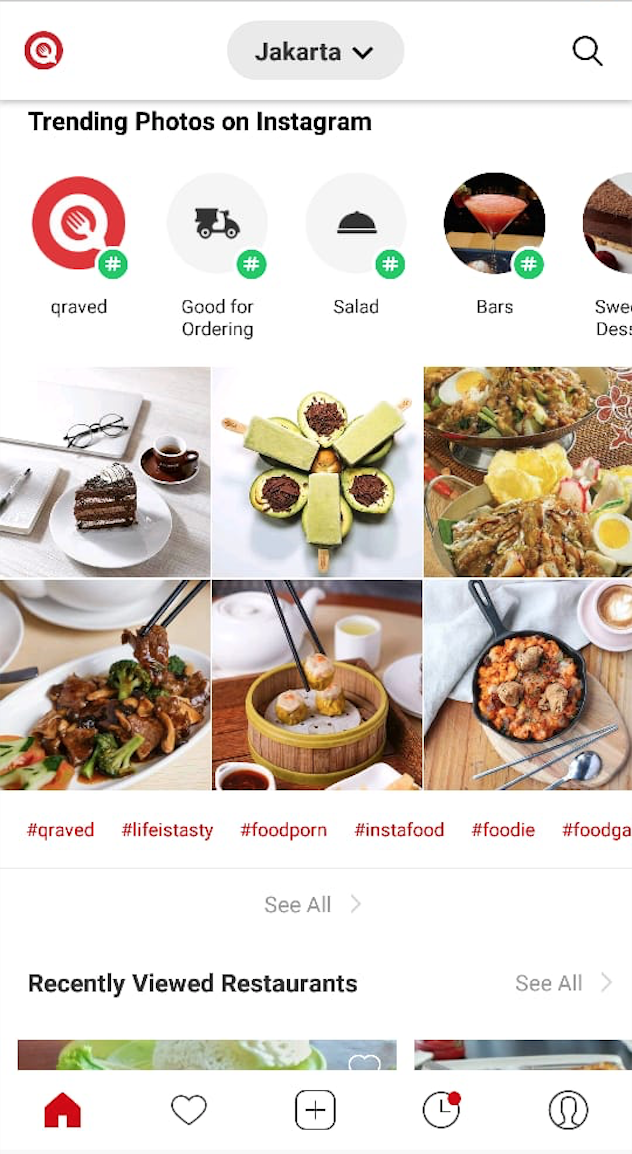 Jakarta
Trending Photos on Instagram
qraved
Good for
Ordering
Salad
Bars
Swee
Dess
#qraved #lifeistasty #foodporn #instafood #foodie #foodga
See All
Recently Viewed Restaurants See All